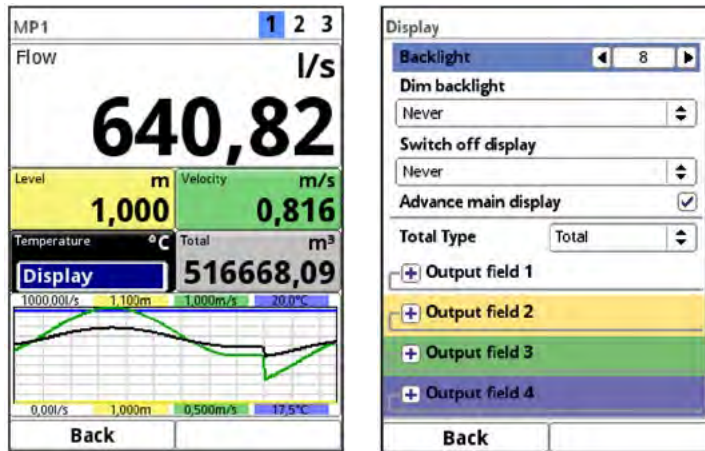 MP1 1 2 3
Flow l/s
640,82
Level m Velocity m/s
1,000 0,816
Temperature °C Total m³
Display 516668,09
1000,00l/s 1,100m 1,000m/s 20,0°C
0,00l/s 1,000m 0,500m/s 17,5°C
Back
Display
Backlight 8
Dim backlight
Never
Switch off display
Never
Advance main display
Total Type Total
Output field 1
Output field 2
Output field 3
Output field 4
Back